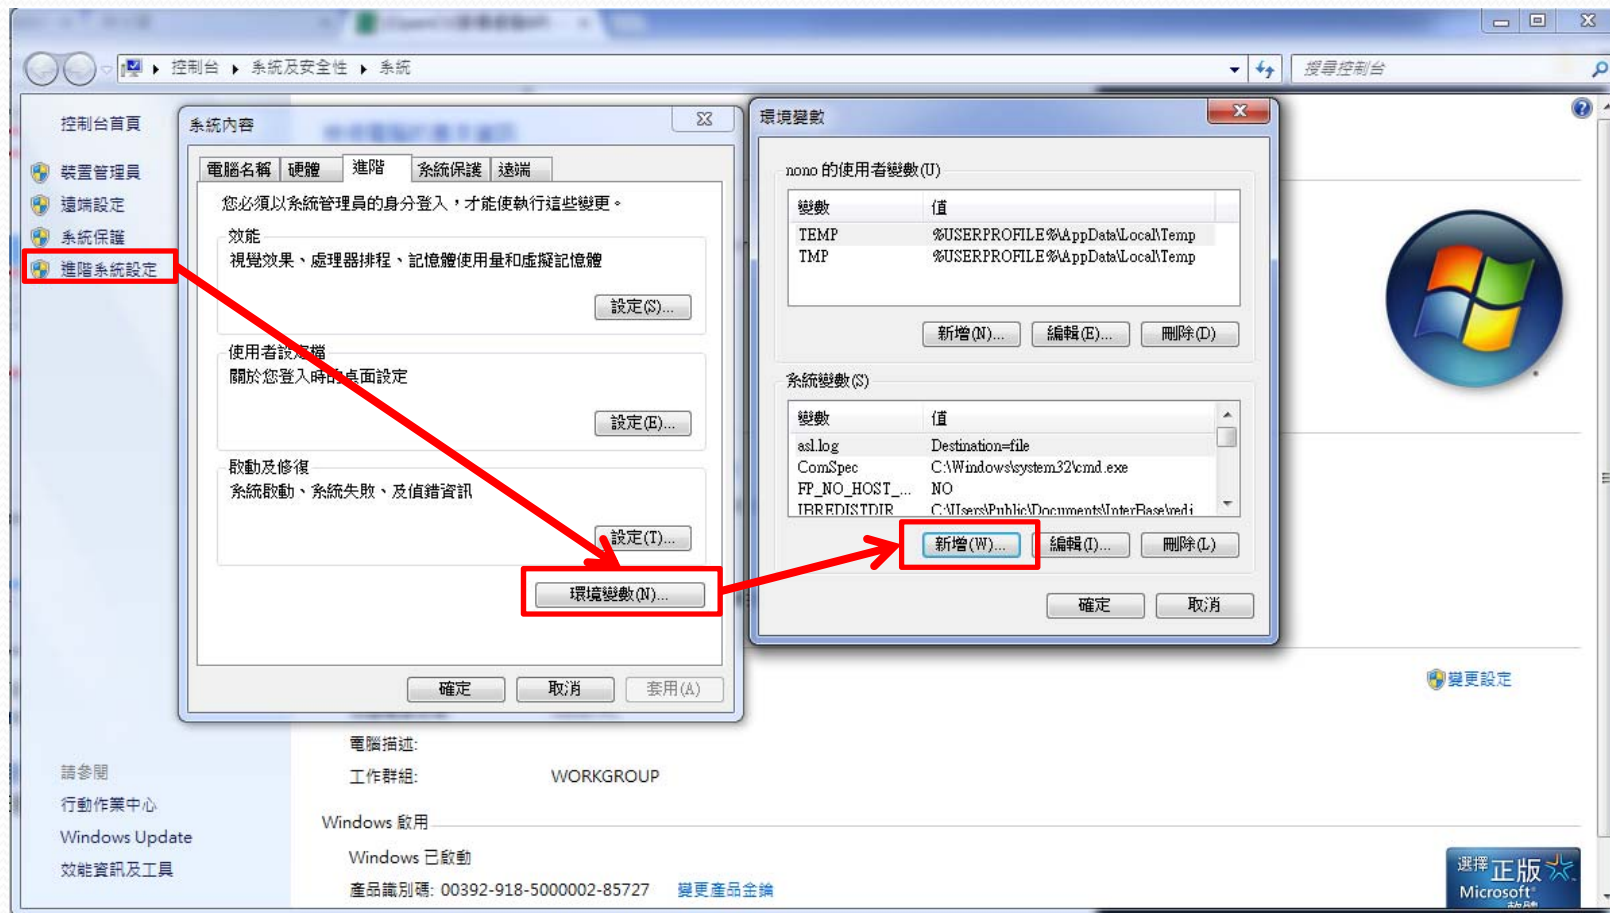 控制台 ▸ 系統及安全性 ▸ 系統
搜尋控制台
控制台首頁
裝置管理員
遠端設定
系統保護
進階系統設定
請參閱
行動作業中心
Windows Update
效能資訊及工具
系統內容
電腦名稱 硬體 進階 系統保護 遠端
您必須以系統管理員的身分登入，才能使執行這些變更。
效能
視覺效果、處理器排程、記憶體使用量和虛擬記憶體
設定(S)...
使用者設定檔
關於您登入時的桌面設定
設定(E)...
啟動及修復
系統啟動、系統失敗、及偵錯資訊
設定(T)...
環境變數(N)...
確定 取消 套用(A)
環境變數
nono 的使用者變數(U)
變數 值
TEMP %USERPROFILE%\AppData\Local\Temp
TMP %USERPROFILE%\AppData\Local\Temp
新增(N)... 編輯(E)... 刪除(D)
系統變數(S)
變數 值
asl.log Destination=file
ComSpec C:\Windows\system32\cmd.exe
FP_NO_HOST_... NO
IBREDISTDIR C:\Users\Public\Documents\InterBase\redi
新增(W)... 編輯(I)... 刪除(L)
確定 取消
變更設定
電腦描述:
工作群組: WORKGROUP
Windows 啟用
Windows 已啟動
產品識別碼: 00392-918-5000002-85727 變更產品金鑰
選擇正版
Microsoft
軟體